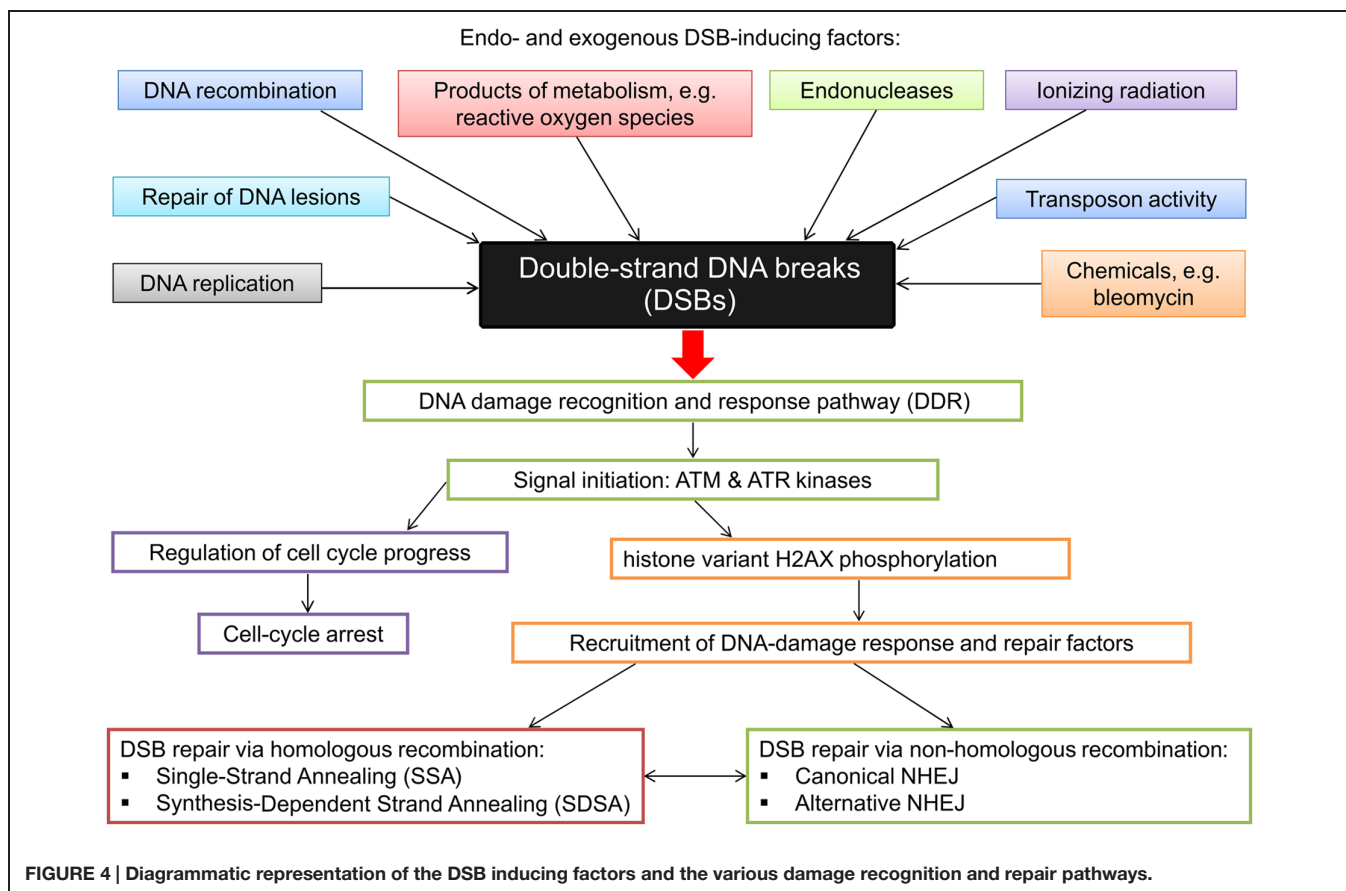 Endo- and exogenous DSB-inducing factors:
DNA recombination
Products of metabolism, e.g.
reactive oxygen species
Endonucleases
Ionizing radiation
Repair of DNA lesions
Transposon activity
DNA replication
Double-strand DNA breaks
(DSBs)
Chemicals, e.g.
bleomycin
DNA damage recognition and response pathway (DDR)
Signal initiation: ATM & ATR kinases
Regulation of cell cycle progress
histone variant H2AX phosphorylation
Cell-cycle arrest
Recruitment of DNA-damage response and repair factors
DSB repair via homologous recombination:
▪ Single-Strand Annealing (SSA)
▪ Synthesis-Dependent Strand Annealing (SDSA)
DSB repair via non-homologous recombination:
▪ Canonical NHEJ
▪ Alternative NHEJ
FIGURE 4 | Diagrammatic representation of the DSB inducing factors and the various damage recognition and repair pathways.